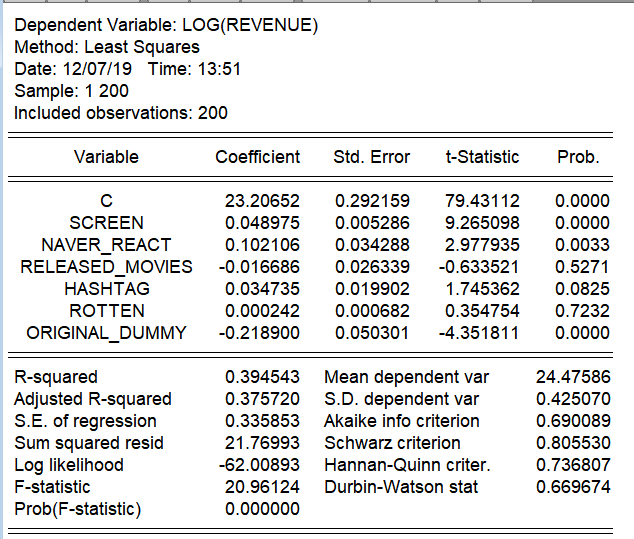 Dependent Variable: LOG(REVENUE)
Method: Least Squares
Date: 12/07/19 Time: 13:51
Sample: 1 200
Included observations: 200
Variable Coefficient Std. Error t-Statistic Prob.
C 23.20652 0.292159 79.43112 0.0000
SCREEN 0.048975 0.005286 9.265098 0.0000
NAVER_REACT 0.102106 0.034288 2.977935 0.0033
RELEASED_MOVIES -0.016686 0.026339 -0.633521 0.5271
HASHTAG 0.034735 0.019902 1.745362 0.0825
ROTTEN 0.000242 0.000682 0.354754 0.7232
ORIGINAL_DUMMY -0.218900 0.050301 -4.351811 0.0000
R-squared 0.394543 Mean dependent var 24.47586
Adjusted R-squared 0.375720 S.D. dependent var 0.425070
S.E. of regression 0.335853 Akaike info criterion 0.690089
Sum squared resid 21.76993 Schwarz criterion 0.805530
Log likelihood -62.00893 Hannan-Quinn criter. 0.736807
F-statistic 20.96124 Durbin-Watson stat 0.669674
Prob(F-statistic) 0.000000